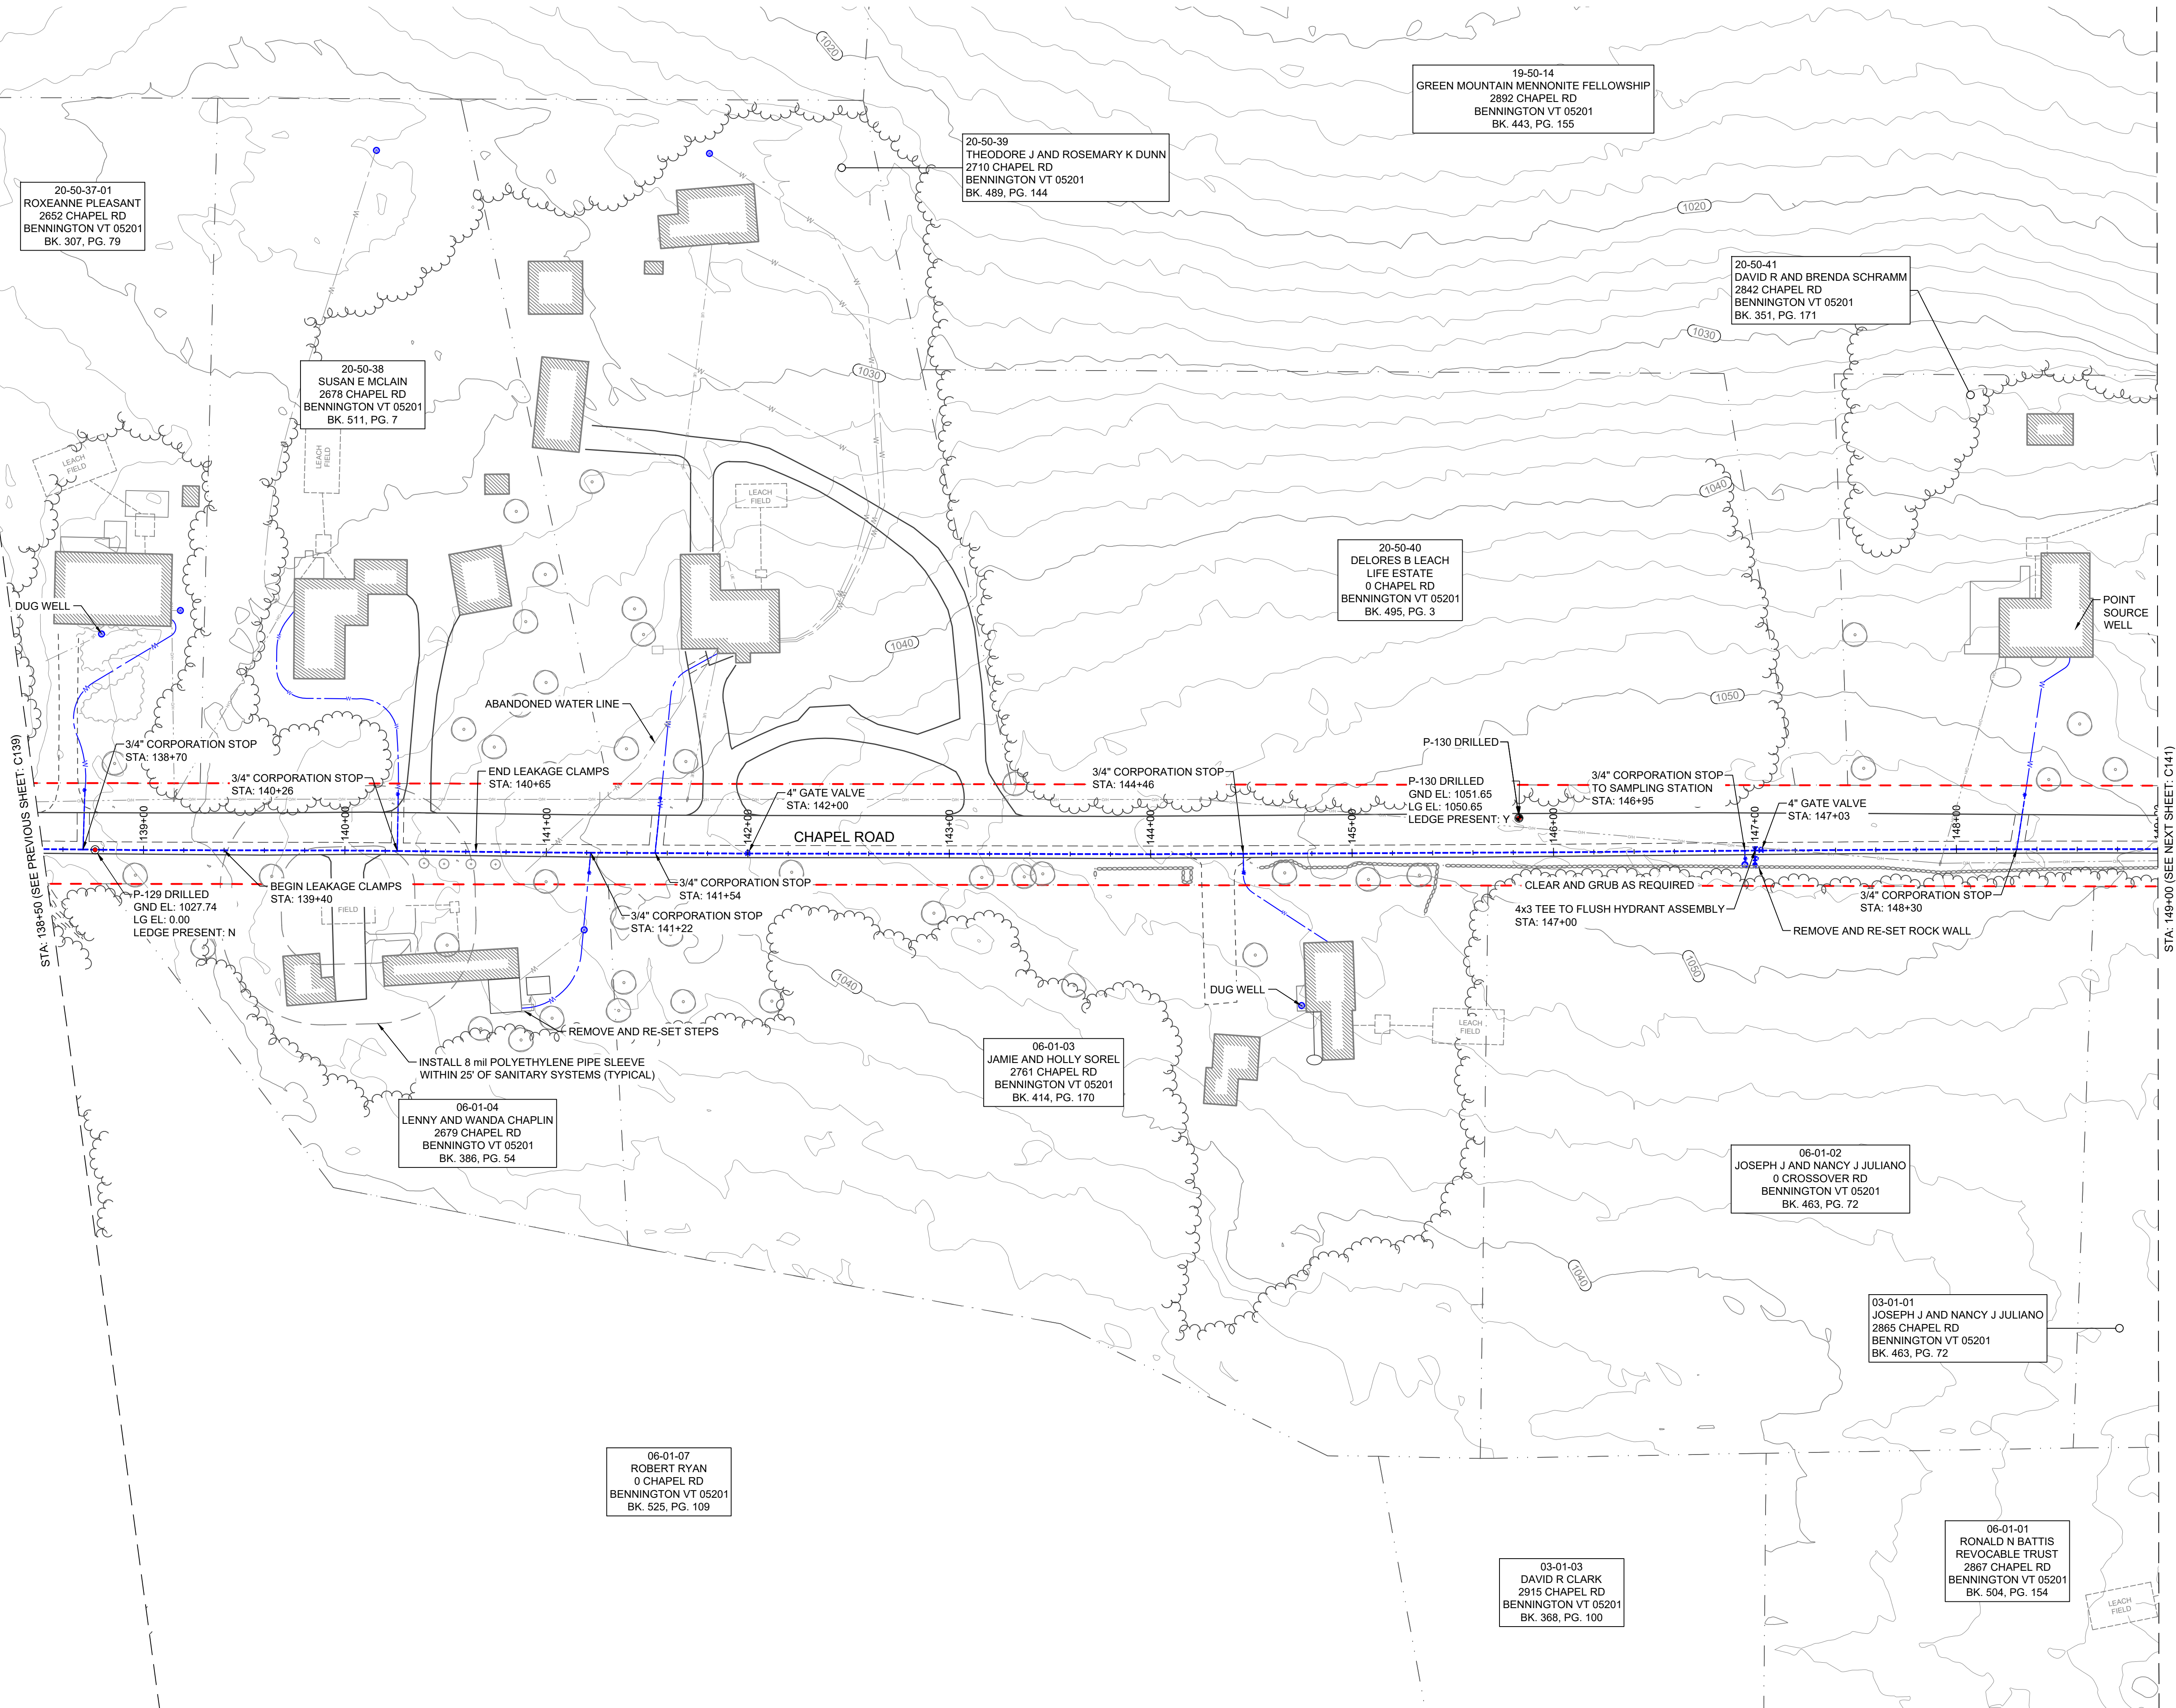 1020
19-50-14
GREEN MOUNTAIN MENNONITE FELLOWSHIP
2892 CHAPEL RD
BENNINGTON VT 05201
BK. 443, PG. 155
20-50-39
THEODORE J AND ROSEMARY K DUNN
2710 CHAPEL RD
BENNINGTON VT 05201
BK. 489, PG. 144
20-50-37-01
ROXEANNE PLEASANT
2652 CHAPEL RD
BENNINGTON VT 05201
BK. 307, PG. 79
1020
20-50-41
DAVID R AND BRENDA SCHRAMM
2842 CHAPEL RD
BENNINGTON VT 05201
BK. 351, PG. 171
1030
1030
20-50-38
SUSAN E MCLAIN
2678 CHAPEL RD
BENNINGTON VT 05201
BK. 511, PG. 7
LEACH
FIELD
LEACH
FIELD
LEACH
FIELD
1040
20-50-40
DELORES B LEACH
LIFE ESTATE
0 CHAPEL RD
BENNINGTON VT 05201
BK. 495, PG. 3
DUG WELL
POINT
SOURCE
WELL
1040
1050
ABANDONED WATER LINE
3/4" CORPORATION STOP
STA: 138+70
3/4" CORPORATION STOP
STA: 140+26
END LEAKAGE CLAMPS
STA: 140+65
4" GATE VALVE
STA: 142+00
3/4" CORPORATION STOP
STA: 144+46
P-130 DRILLED
P-130 DRILLED
GND EL: 1051.65
LG EL: 1050.65
LEDGE PRESENT: Y
3/4" CORPORATION STOP
TO SAMPLING STATION
STA: 146+95
4" GATE VALVE
STA: 147+03
STA: 138+50 (SEE PREVIOUS SHEET: C139)
139+00
140+00
141+00
142+00
CHAPEL ROAD
143+00
144+00
145+00
146+00
147+00
148+00
STA: 149+00 (SEE NEXT SHEET: C141)
P-129 DRILLED
GND EL: 1027.74
LG EL: 0.00
LEDGE PRESENT: N
BEGIN LEAKAGE CLAMPS
STA: 139+40
FIELD
3/4" CORPORATION STOP
STA: 141+54
3/4" CORPORATION STOP
STA: 141+22
CLEAR AND GRUB AS REQUIRED
4x3 TEE TO FLUSH HYDRANT ASSEMBLY
STA: 147+00
3/4" CORPORATION STOP
STA: 148+30
REMOVE AND RE-SET ROCK WALL
1040
1050
DUG WELL
LEACH
FIELD
REMOVE AND RE-SET STEPS
INSTALL 8 mil POLYETHYLENE PIPE SLEEVE
WITHIN 25' OF SANITARY SYSTEMS (TYPICAL)
06-01-03
JAMIE AND HOLLY SOREL
2761 CHAPEL RD
BENNINGTON VT 05201
BK. 414, PG. 170
06-01-04
LENNY AND WANDA CHAPLIN
2679 CHAPEL RD
BENNINGTO VT 05201
BK. 386, PG. 54
06-01-02
JOSEPH J AND NANCY J JULIANO
0 CROSSOVER RD
BENNINGTON VT 05201
BK. 463, PG. 72
1040
03-01-01
JOSEPH J AND NANCY J JULIANO
2865 CHAPEL RD
BENNINGTON VT 05201
BK. 463, PG. 72
06-01-07
ROBERT RYAN
0 CHAPEL RD
BENNINGTON VT 05201
BK. 525, PG. 109
03-01-03
DAVID R CLARK
2915 CHAPEL RD
BENNINGTON VT 05201
BK. 368, PG. 100
06-01-01
RONALD N BATTIS
REVOCABLE TRUST
2867 CHAPEL RD
BENNINGTON VT 05201
BK. 504, PG. 154
LEACH
FIELD